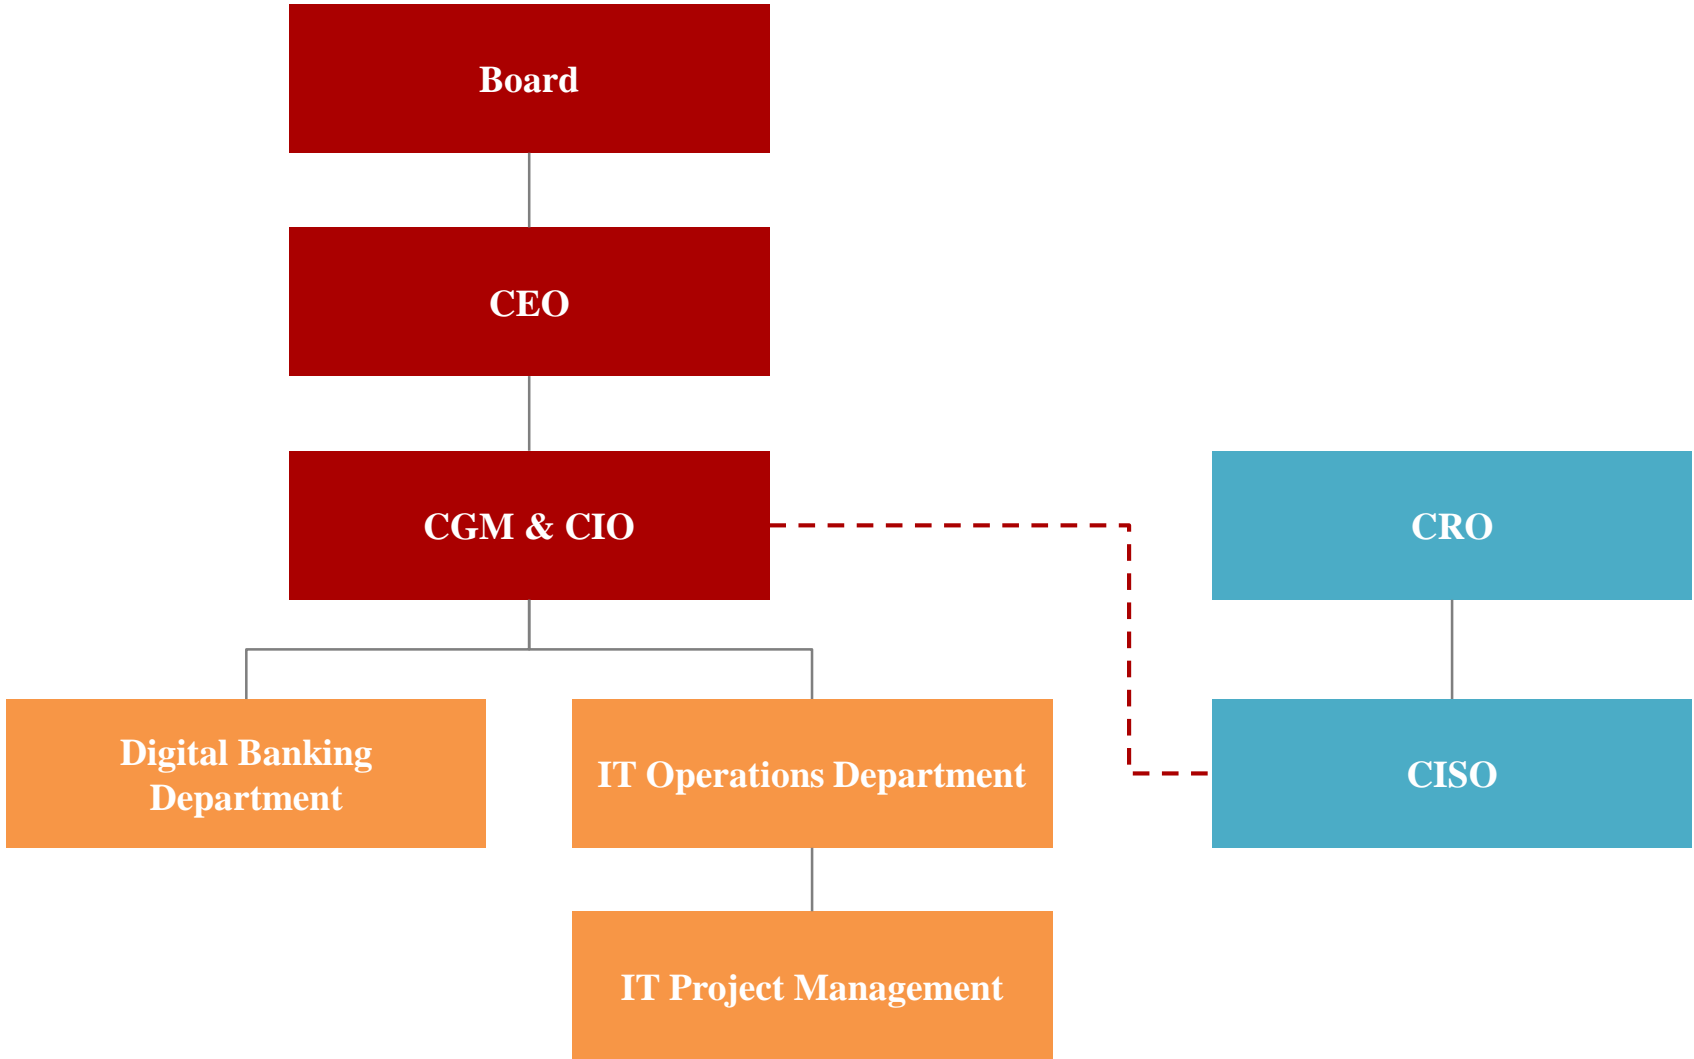 Board
CEO
CGM & CIO
CRO
Digital Banking
Department
IT Operations Department
CISO
IT Project Management